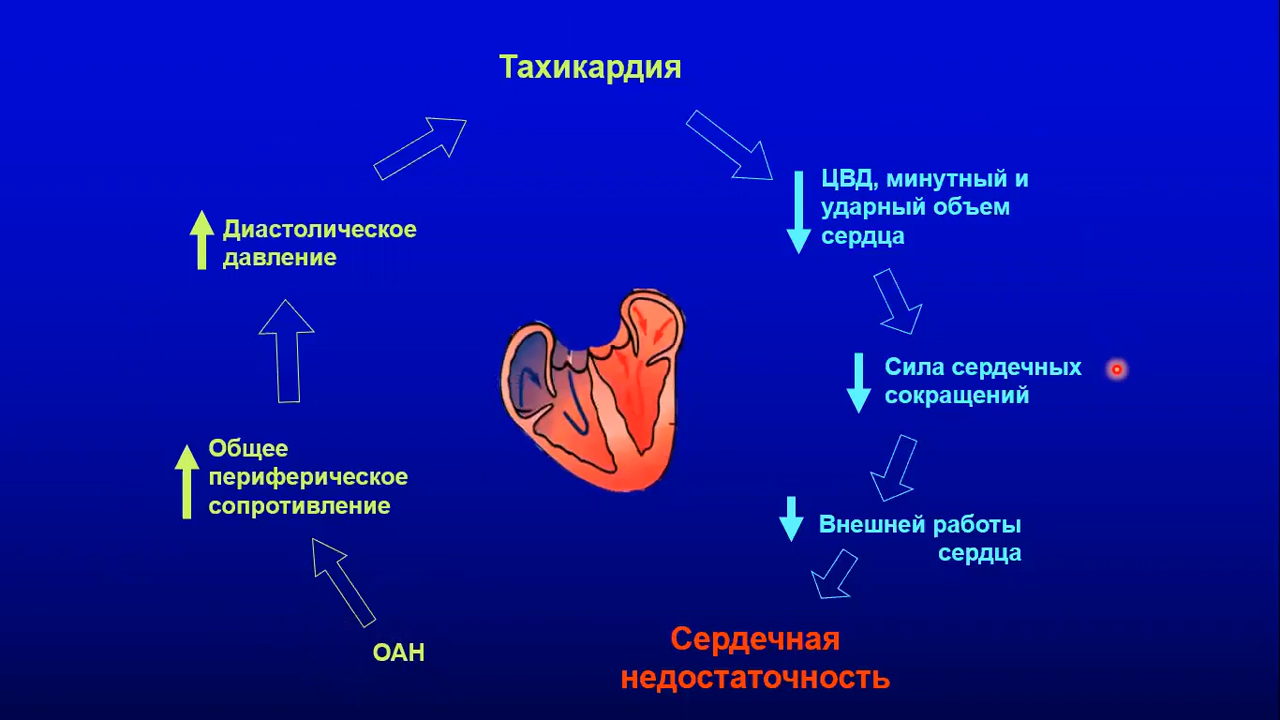 Тахикардия
ЦВД, минутный и
ударный объем
сердца
Диастолическое
давление
Сила сердечных
сокращений
Общее
периферическое
сопротивление
Внешней работы
сердца
ОАН
Сердечная
недостаточность